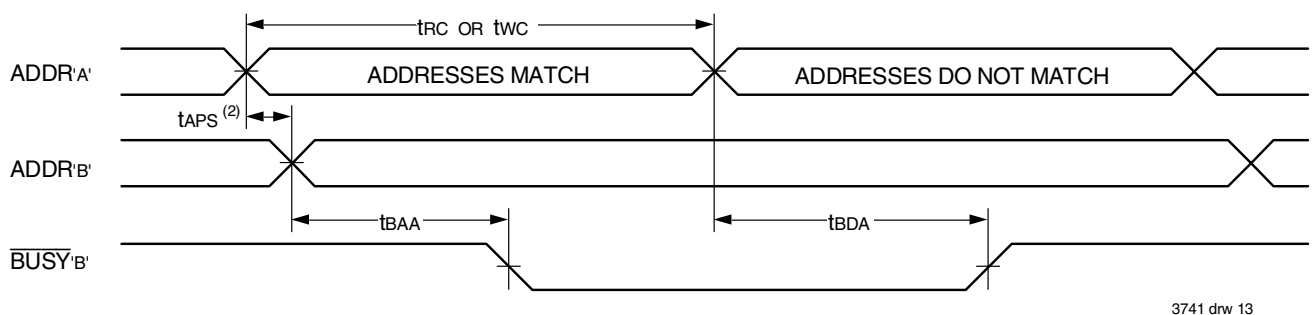 tRC OR tWC
ADDR'A'
ADDRESSES MATCH
ADDRESSES DO NOT MATCH
tAPS (2)
ADDR'B'
tBAA
tBDA
BUSY'B'
3741 drw 13